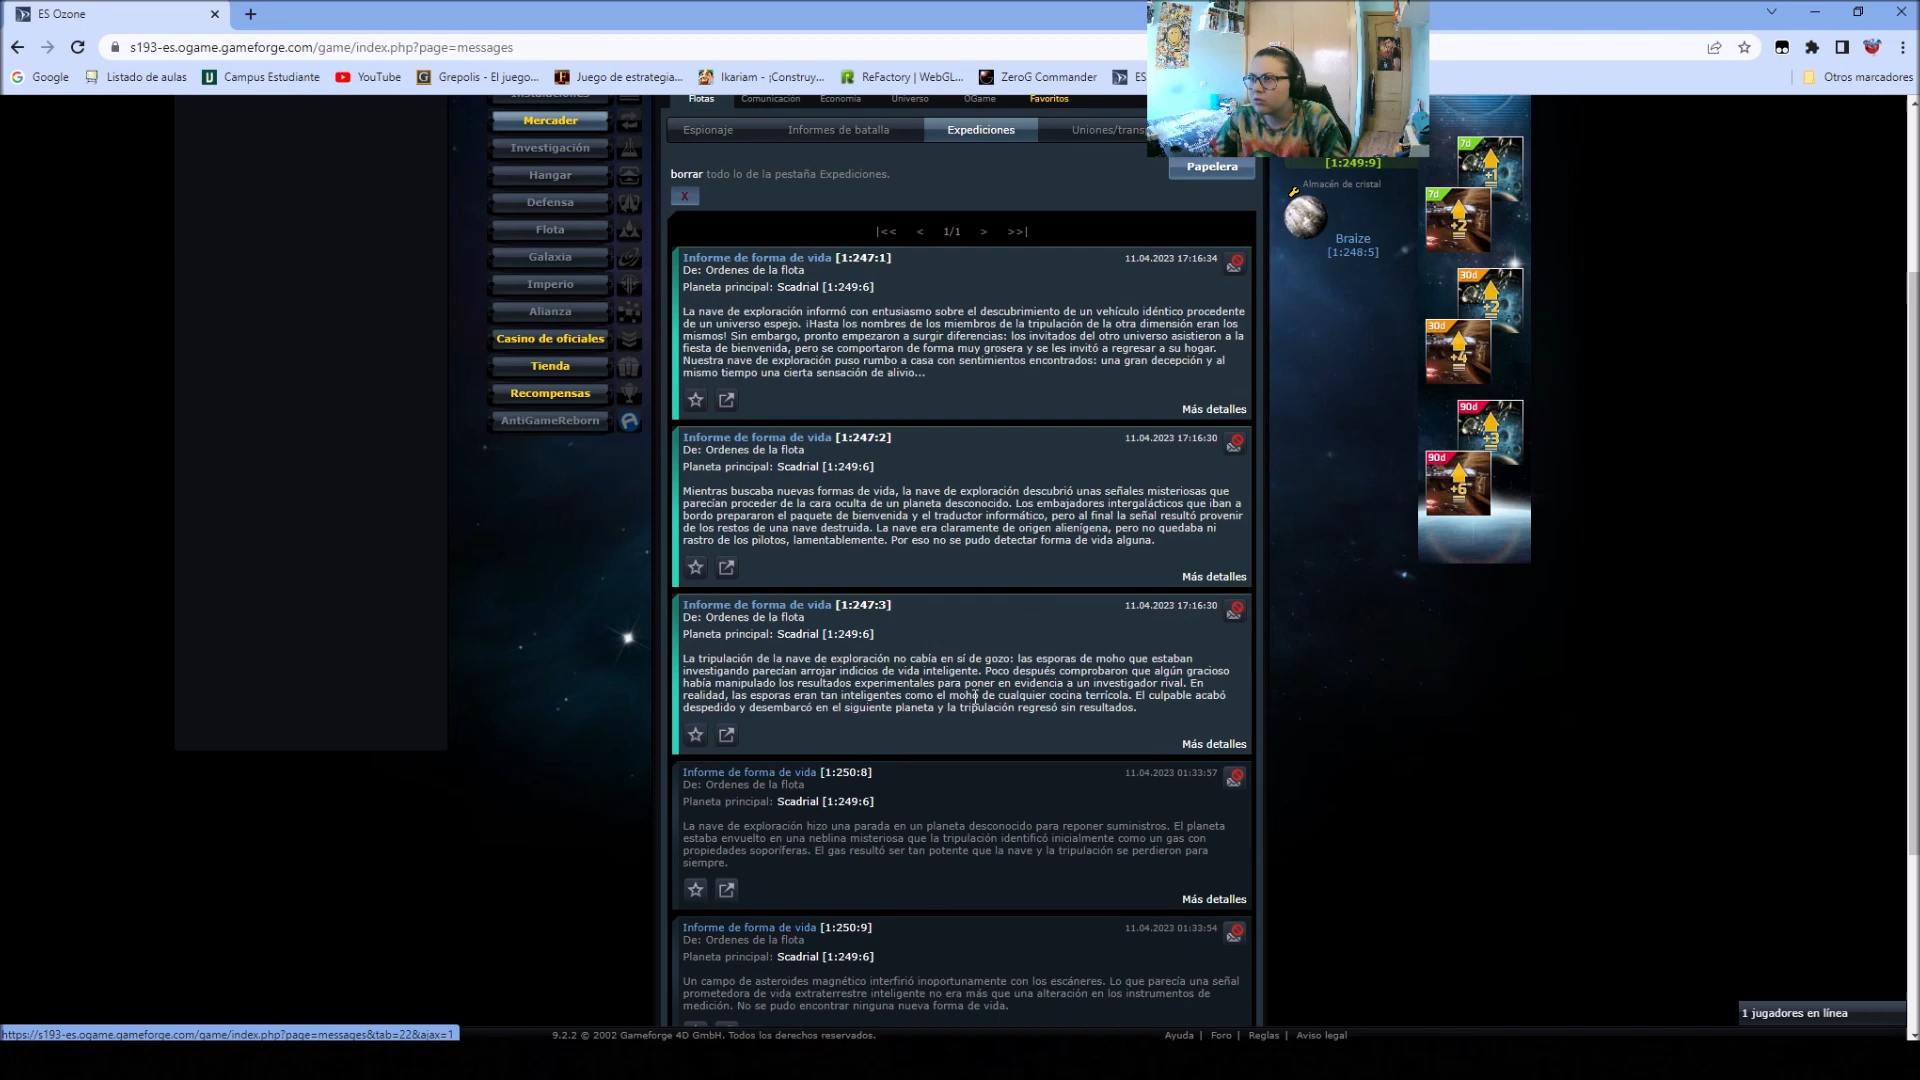 ES Ozone
s193-es.ogame.gameforge.com/game/index.php?page=messages
Google
Listado de aulas
Campus Estudiante
YouTube
Grepolis - El juego...
Juego de estrategia...
Ikariam - ¡Construy...
ReFactory | WebGL...
ZeroG Commander
ES
Otros marcadores
Instalaciones
Mercader
Investigación
Hangar
Defensa
Flota
Galaxia
Imperio
Alianza
Casino de oficiales
Tienda
Recompensas
AntiGameReborn
Flotas
Comunicación
Economía
Universo
OGame
Favoritos
Espionaje
Informes de batalla
Expediciones
Uniones/transp
borrar todo lo de la pestaña Expediciones.
X
Papelera
|<< < 1/1 > >>|
Informe de forma de vida [1:247:1] 11.04.2023 17:16:34
De: Ordenes de la flota
Planeta principal: Scadrial [1:249:6]
La nave de exploración informó con entusiasmo sobre el descubrimiento de un vehículo idéntico procedente
de un universo espejo. ¡Hasta los nombres de los miembros de la tripulación de la otra dimensión eran los
mismos! Sin embargo, pronto empezaron a surgir diferencias: los invitados del otro universo asistieron a la
fiesta de bienvenida, pero se comportaron de forma muy grosera y se les invitó a regresar a su hogar.
Nuestra nave de exploración puso rumbo a casa con sentimientos encontrados: una gran decepción y al
mismo tiempo una cierta sensación de alivio...
Más detalles
Informe de forma de vida [1:247:2] 11.04.2023 17:16:30
De: Ordenes de la flota
Planeta principal: Scadrial [1:249:6]
Mientras buscaba nuevas formas de vida, la nave de exploración descubrió unas señales misteriosas que
parecían proceder de la cara oculta de un planeta desconocido. Los embajadores intergalácticos que iban a
bordo prepararon el paquete de bienvenida y el traductor informático, pero al final la señal resultó provenir
de los restos de una nave destruida. La nave era claramente de origen alienígena, pero no quedaba ni
rastro de los pilotos, lamentablemente. Por eso no se pudo detectar forma de vida alguna.
Más detalles
Informe de forma de vida [1:247:3] 11.04.2023 17:16:30
De: Ordenes de la flota
Planeta principal: Scadrial [1:249:6]
La tripulación de la nave de exploración no cabía en sí de gozo: las esporas de moho que estaban
investigando parecían arrojar indicios de vida inteligente. Poco después comprobaron que algún gracioso
había manipulado los resultados experimentales para poner en evidencia a un investigador rival. En
realidad, las esporas eran tan inteligentes como el moho de cualquier cocina terrícola. El culpable acabó
despedido y desembarcó en el siguiente planeta y la tripulación regresó sin resultados.
Más detalles
Informe de forma de vida [1:250:8] 11.04.2023 01:33:57
De: Ordenes de la flota
Planeta principal: Scadrial [1:249:6]
La nave de exploración hizo una parada en un planeta desconocido para reponer suministros. El planeta
estaba envuelto en una neblina misteriosa que la tripulación identificó inicialmente como un gas con
propiedades soporíferas. El gas resultó ser tan potente que la nave y la tripulación se perdieron para
siempre.
Más detalles
Informe de forma de vida [1:250:9] 11.04.2023 01:33:54
De: Ordenes de la flota
Planeta principal: Scadrial [1:249:6]
Un campo de asteroides magnético interfirió inoportunamente con los escáneres. Lo que parecía una señal
prometedora de vida extraterrestre inteligente no era más que una alteración en los instrumentos de
medición. No se pudo encontrar ninguna nueva forma de vida.
[1:249:9]
Almacén de cristal
Braize
[1:248:5]
7d
+1
7d
+2
30d
+2
30d
+4
90d
+3
90d
+6
1 jugadores en línea
https://s193-es.ogame.gameforge.com/game/index.php?page=messages&tab=22&ajax=1
9.2.2 © 2002 Gameforge 4D GmbH. Todos los derechos reservados.
Ayuda | Foro | Reglas | Aviso legal